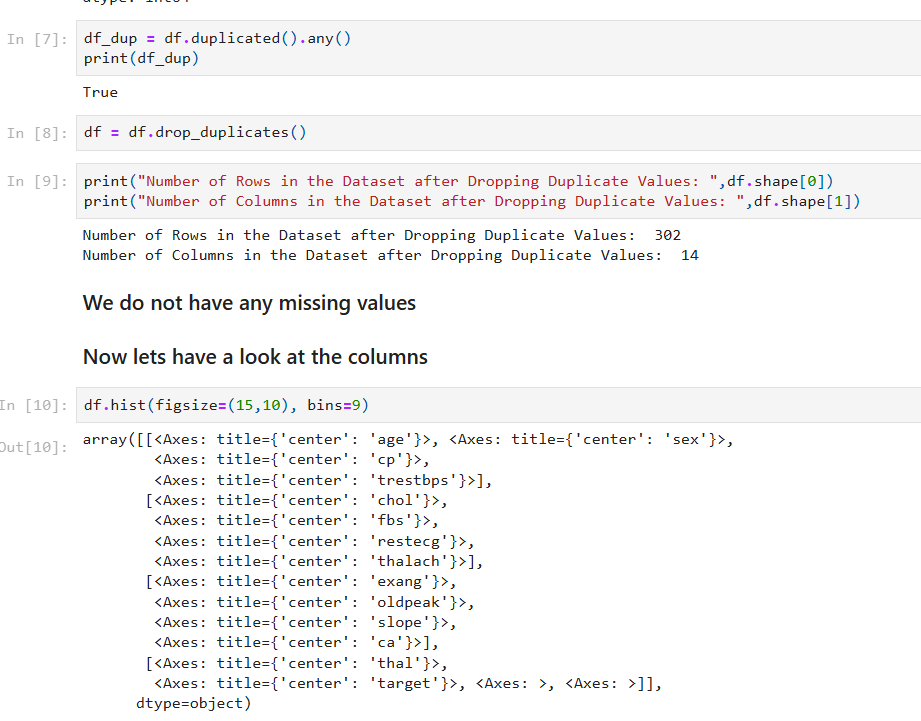 dtype: int64
In [7]: df_dup = df.duplicated().any()
print(df_dup)
True
In [8]: df = df.drop_duplicates()
In [9]: print("Number of Rows in the Dataset after Dropping Duplicate Values: ",df.shape[0])
print("Number of Columns in the Dataset after Dropping Duplicate Values: ",df.shape[1])
Number of Rows in the Dataset after Dropping Duplicate Values:  302
Number of Columns in the Dataset after Dropping Duplicate Values:  14
We do not have any missing values
Now lets have a look at the columns
In [10]: df.hist(figsize=(15,10), bins=9)
Out[10]: array([[<Axes: title={'center': 'age'}>, <Axes: title={'center': 'sex'}>,
<Axes: title={'center': 'cp'}>,
<Axes: title={'center': 'trestbps'}>],
[<Axes: title={'center': 'chol'}>,
<Axes: title={'center': 'fbs'}>,
<Axes: title={'center': 'restecg'}>,
<Axes: title={'center': 'thalach'}>],
[<Axes: title={'center': 'exang'}>,
<Axes: title={'center': 'oldpeak'}>,
<Axes: title={'center': 'slope'}>,
<Axes: title={'center': 'ca'}>],
[<Axes: title={'center': 'thal'}>,
<Axes: title={'center': 'target'}>, <Axes: >, <Axes: >]],
dtype=object)